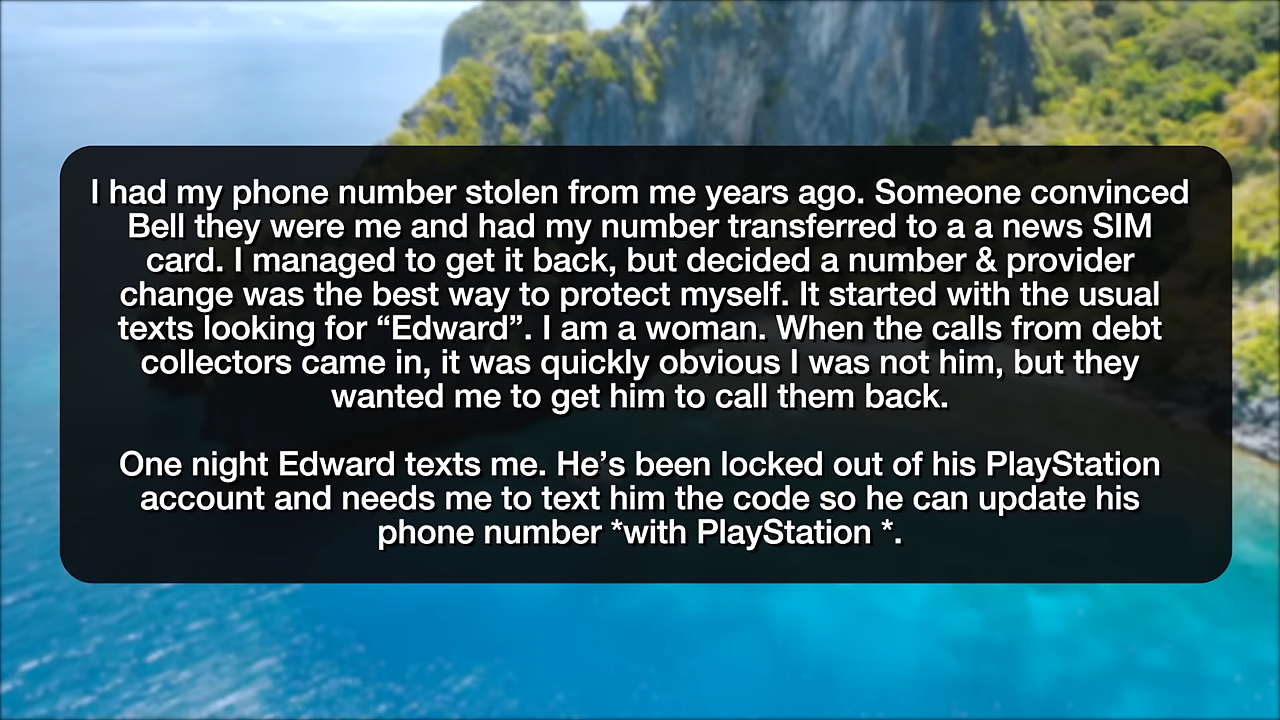 I had my phone number stolen from me years ago. Someone convinced
Bell they were me and had my number transferred to a a news SIM
card. I managed to get it back, but decided a number & provider
change was the best way to protect myself. It started with the usual
texts looking for “Edward”. I am a woman. When the calls from debt
collectors came in, it was quickly obvious I was not him, but they
wanted me to get him to call them back.
One night Edward texts me. He’s been locked out of his PlayStation
account and needs me to text him the code so he can update his
phone number *with PlayStation *.